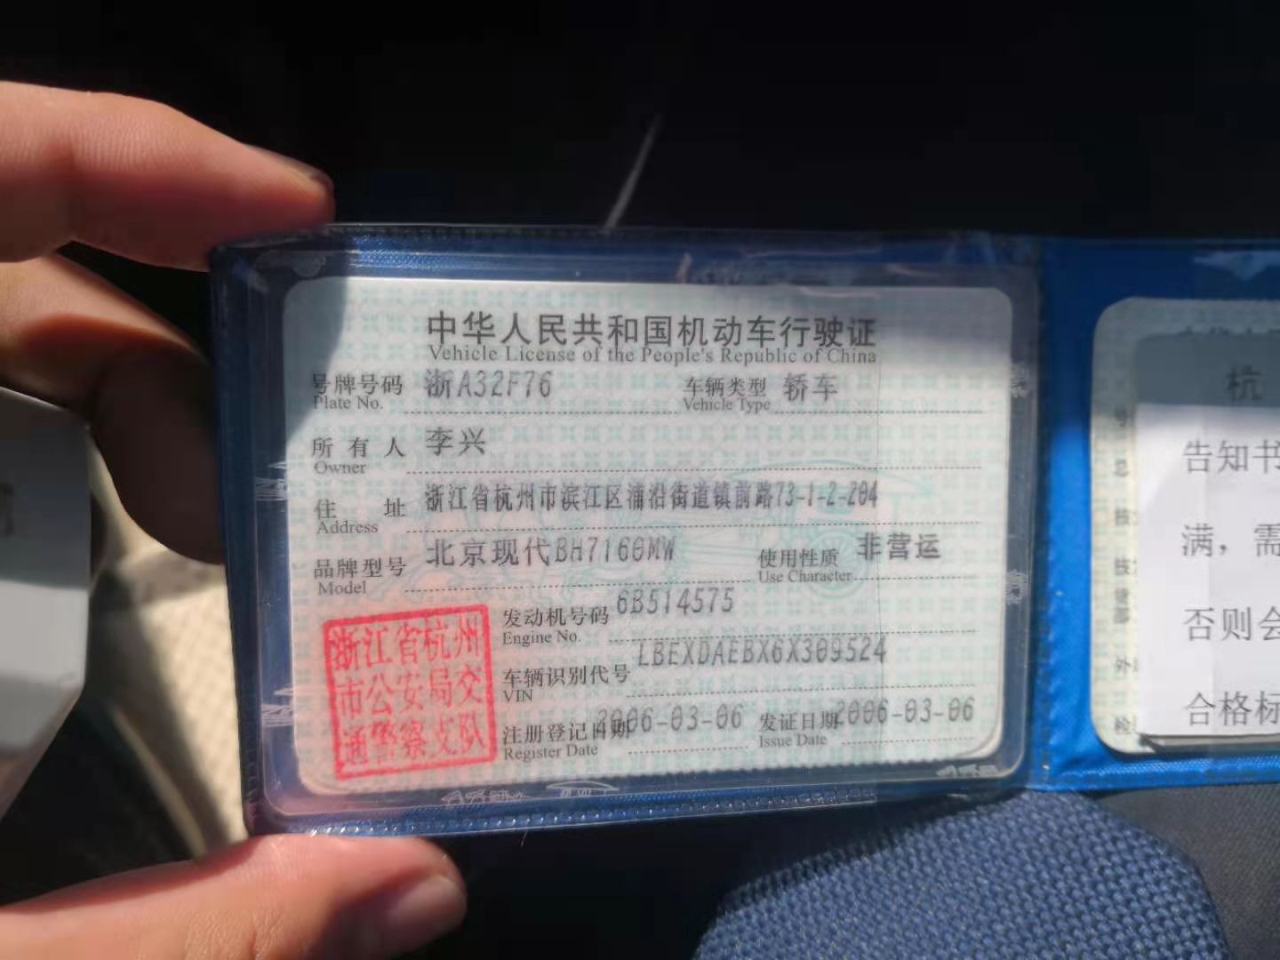 中华人民共和国机动车行驶证
Vehicle License of the People's Republic of China
号牌号码 浙A32F76 车辆类型 轿车
Plate No. Vehicle Type
所有人 李兴
Owner
住址 浙江省杭州市滨江区浦沿街道镇前路73-1-2-204
Address
品牌型号 北京现代BH7160MW 使用性质 非营运
Model Use Character
发动机号码 6B514575
Engine No.
车辆识别代号 LBEXDAEBX6X309524
VIN
注册登记日期 2006-03-06 发证日期 2006-03-06
Register Date Issue Date
浙江省杭州
市公安局交
通警察支队
杭
告知书
满，需
否则会
合格标